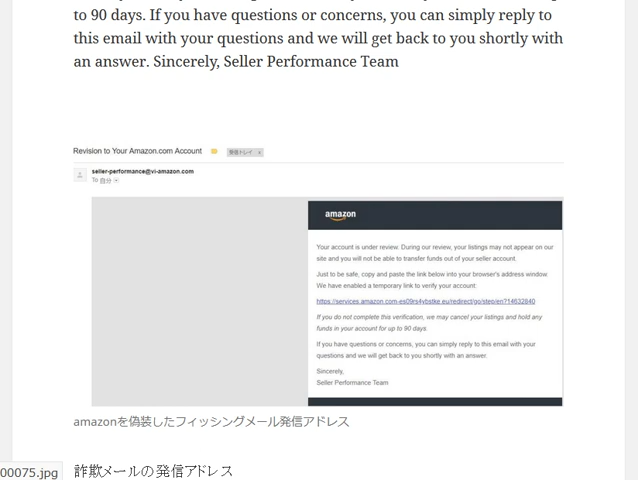 to 90 days. If you have questions or concerns, you can simply reply to
this email with your questions and we will get back to you shortly with
an answer. Sincerely, Seller Performance Team
Revision to Your Amazon.com Account
受信トレイ x
seller-performance@vi-amazon.com
To 自分
amazon
Your account is under review. During our review, your listings may not appear on our
site and you will not be able to transfer funds out of your seller account.
Just to be safe, copy and paste the link below into your browser's address window.
We have enabled a temporary link to verify your account:
https://services.amazon.com-es09rs4ybstke.eu/redirect/go/step/en?14632840
If you do not complete this verification, we may cancel your listings and hold any
funds in your account for up to 90 days.
If you have questions or concerns, you can simply reply to this email with your
questions and we will get back to you shortly with an answer.
Sincerely,
Seller Performance Team
amazonを偽装したフィッシングメール発信アドレス
00075.jpg
詐欺メールの発信アドレス